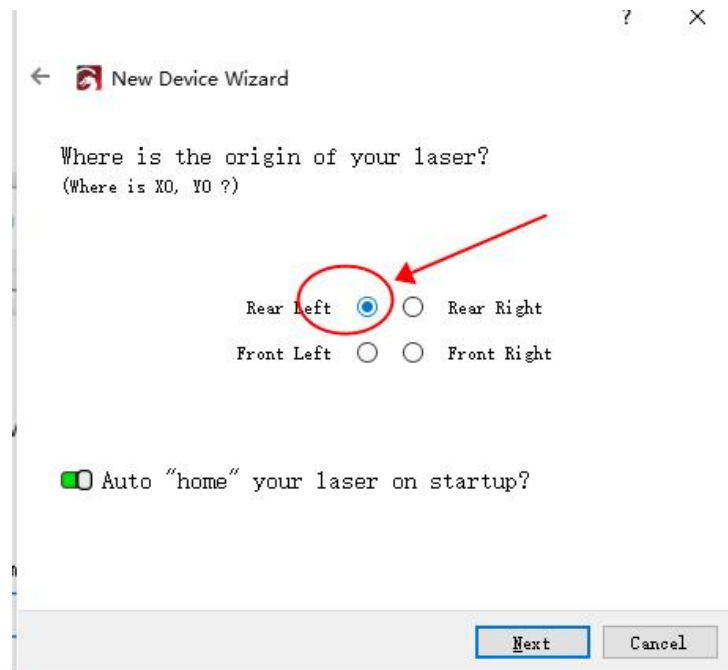 ? ×
← New Device Wizard
Where is the origin of your laser?
(Where is X0, Y0 ?)
Rear Left Rear Right
Front Left Front Right
Auto "home" your laser on startup?
Next Cancel